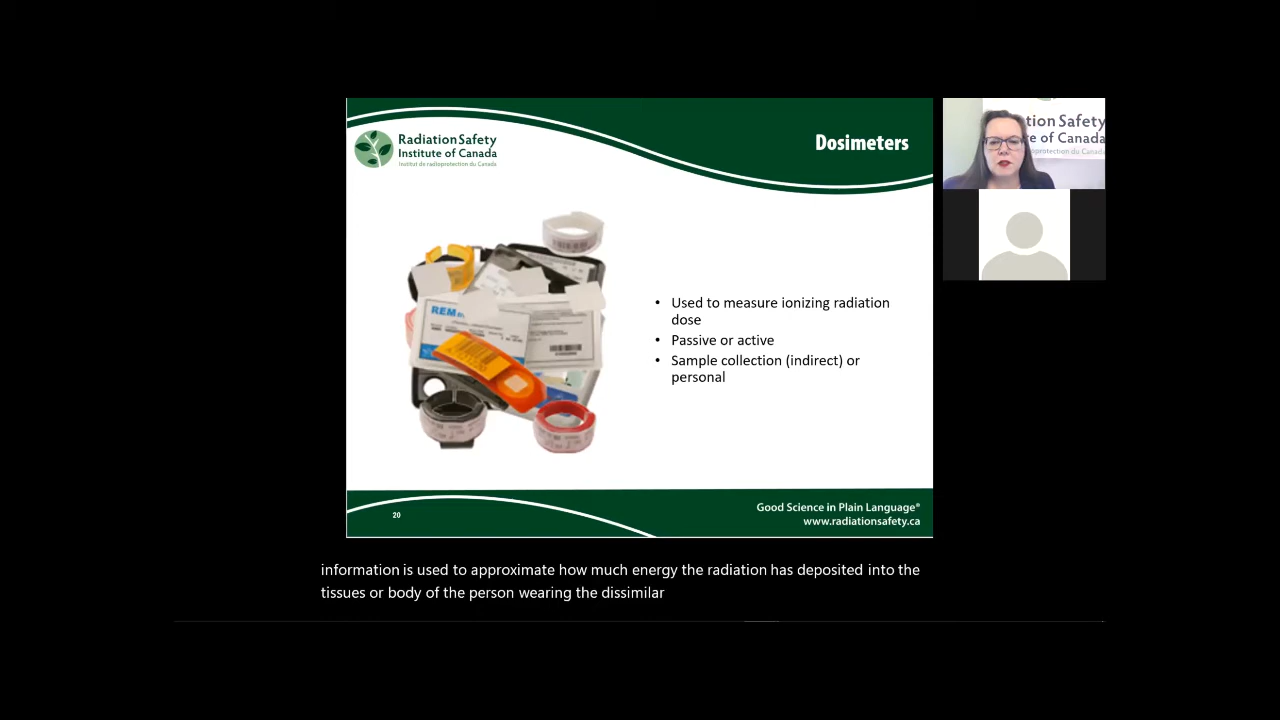 Radiation Safety
Institute of Canada
Institut de radioprotection du Canada
Dosimeters
tion Safety
te of Canada
oprotection du Canada
REM
• Used to measure ionizing radiation
dose
• Passive or active
• Sample collection (indirect) or
personal
20
Good Science in Plain Language®
www.radiationsafety.ca
information is used to approximate how much energy the radiation has deposited into the
tissues or body of the person wearing the dissimilar